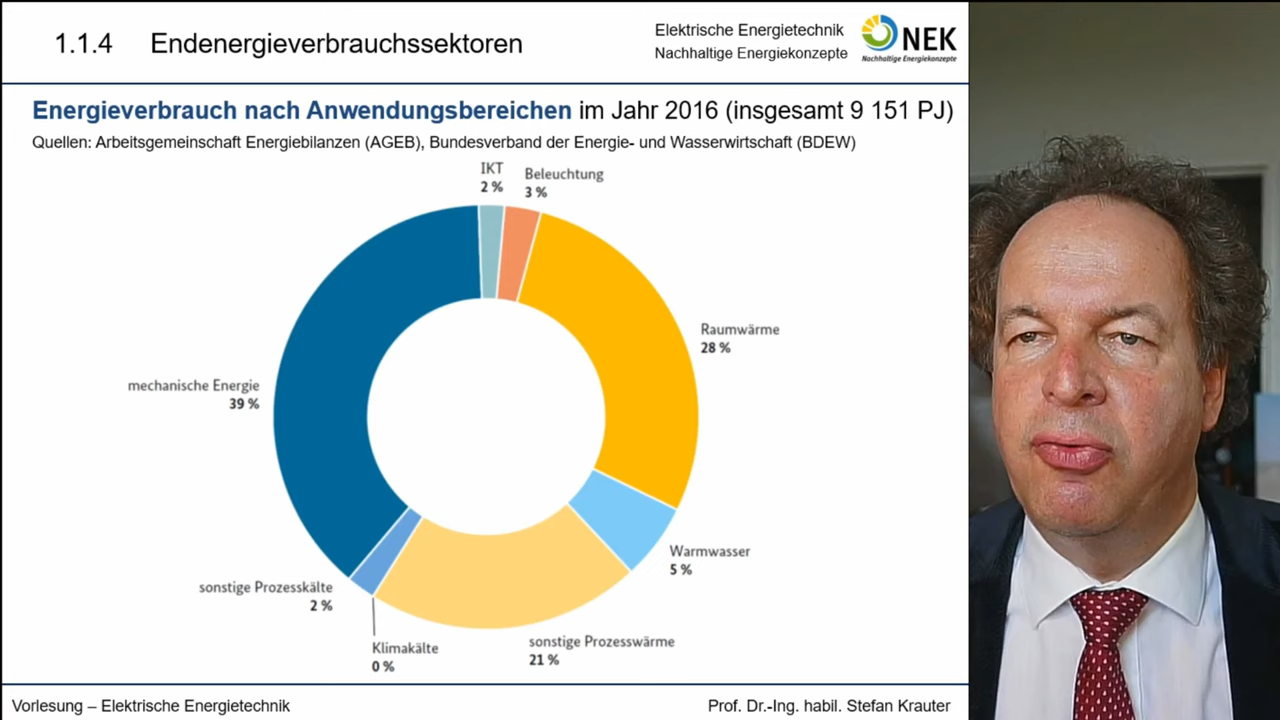 1.1.4 Endenergieverbrauchssektoren
Elektrische Energietechnik
Nachhaltige Energiekonzepte
NEK
Nachhaltige Energiekonzepte
Energieverbrauch nach Anwendungsbereichen im Jahr 2016 (insgesamt 9 151 PJ)
Quellen: Arbeitsgemeinschaft Energiebilanzen (AGEB), Bundesverband der Energie- und Wasserwirtschaft (BDEW)
IKT
2 %
Beleuchtung
3 %
Raumwärme
28 %
mechanische Energie
39 %
Warmwasser
5 %
sonstige Prozesskälte
2 %
Klimakälte
0 %
sonstige Prozesswärme
21 %
Vorlesung – Elektrische Energietechnik
Prof. Dr.-Ing. habil. Stefan Krauter